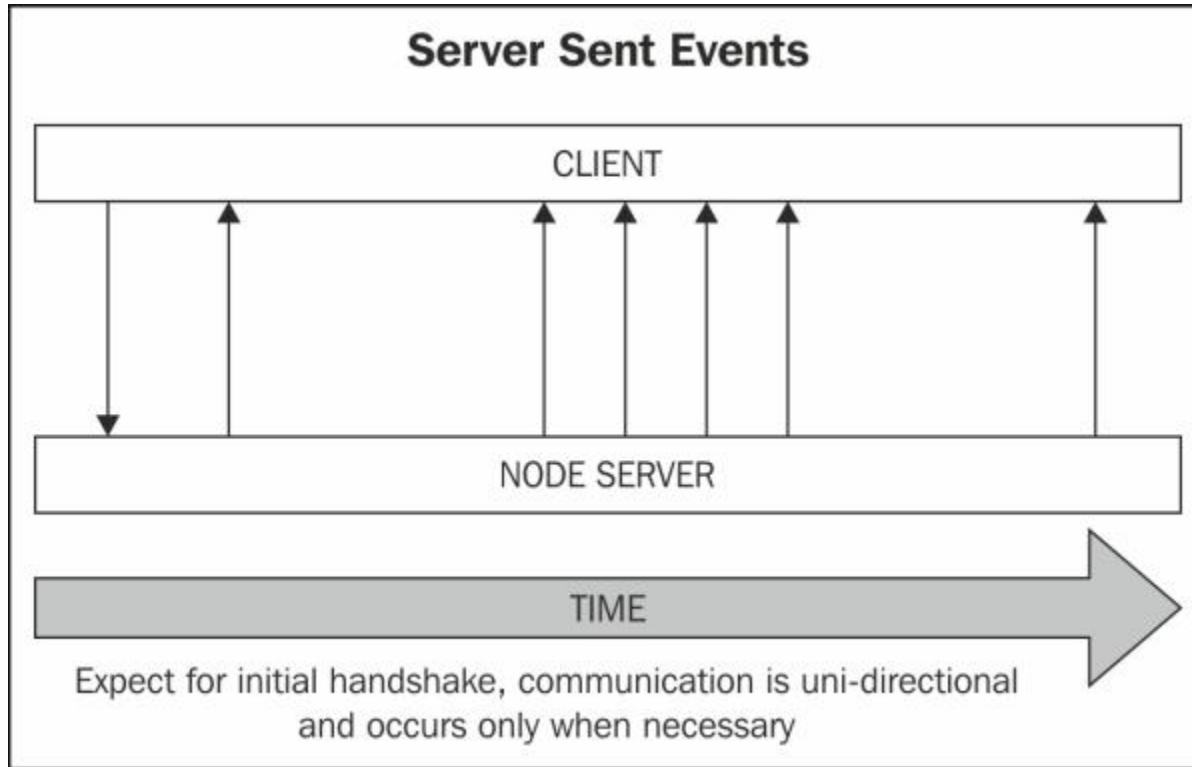 Server Sent Events
CLIENT
NODE SERVER
TIME
Expect for initial handshake, communication is uni-directional
and occurs only when necessary